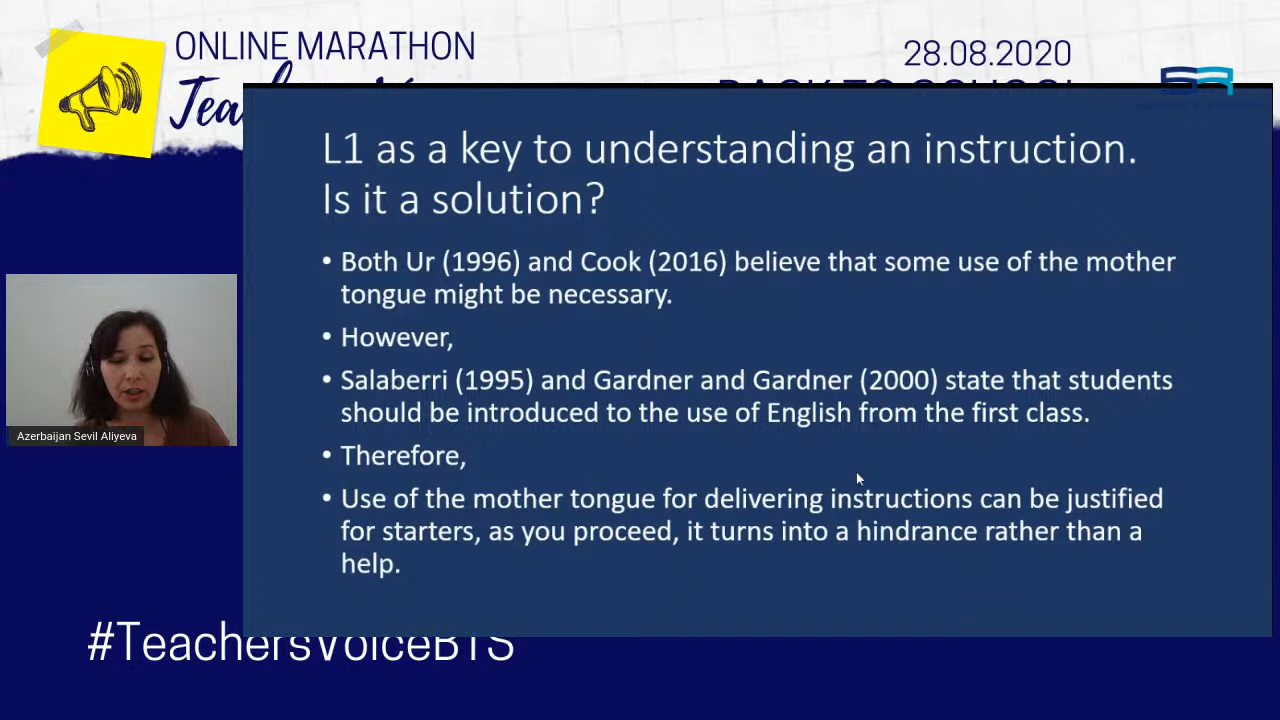 ONLINE MARATHON
28.08.2020
L1 as a key to understanding an instruction.
Is it a solution?
• Both Ur (1996) and Cook (2016) believe that some use of the mother
tongue might be necessary.
• However,
• Salaberri (1995) and Gardner and Gardner (2000) state that students
should be introduced to the use of English from the first class.
• Therefore,
• Use of the mother tongue for delivering instructions can be justified
for starters, as you proceed, it turns into a hindrance rather than a
help.
Azerbaijan Sevil Aliyeva
#TeachersVoiceBTS